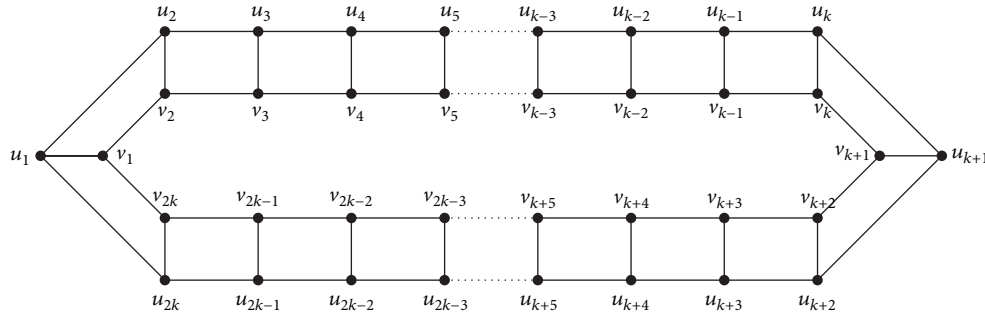 u₂ u₃ u₄ u₅ uₖ₋₃ uₖ₋₂ uₖ₋₁ uₖ
v₂ v₃ v₄ v₅ vₖ₋₃ vₖ₋₂ vₖ₋₁ vₖ
u₁ v₁ vₖ₊₁ uₖ₊₁
v₂ₖ v₂ₖ₋₁ v₂ₖ₋₂ v₂ₖ₋₃ vₖ₊₅ vₖ₊₄ vₖ₊₃ vₖ₊₂
u₂ₖ u₂ₖ₋₁ u₂ₖ₋₂ u₂ₖ₋₃ uₖ₊₅ uₖ₊₄ uₖ₊₃ uₖ₊₂